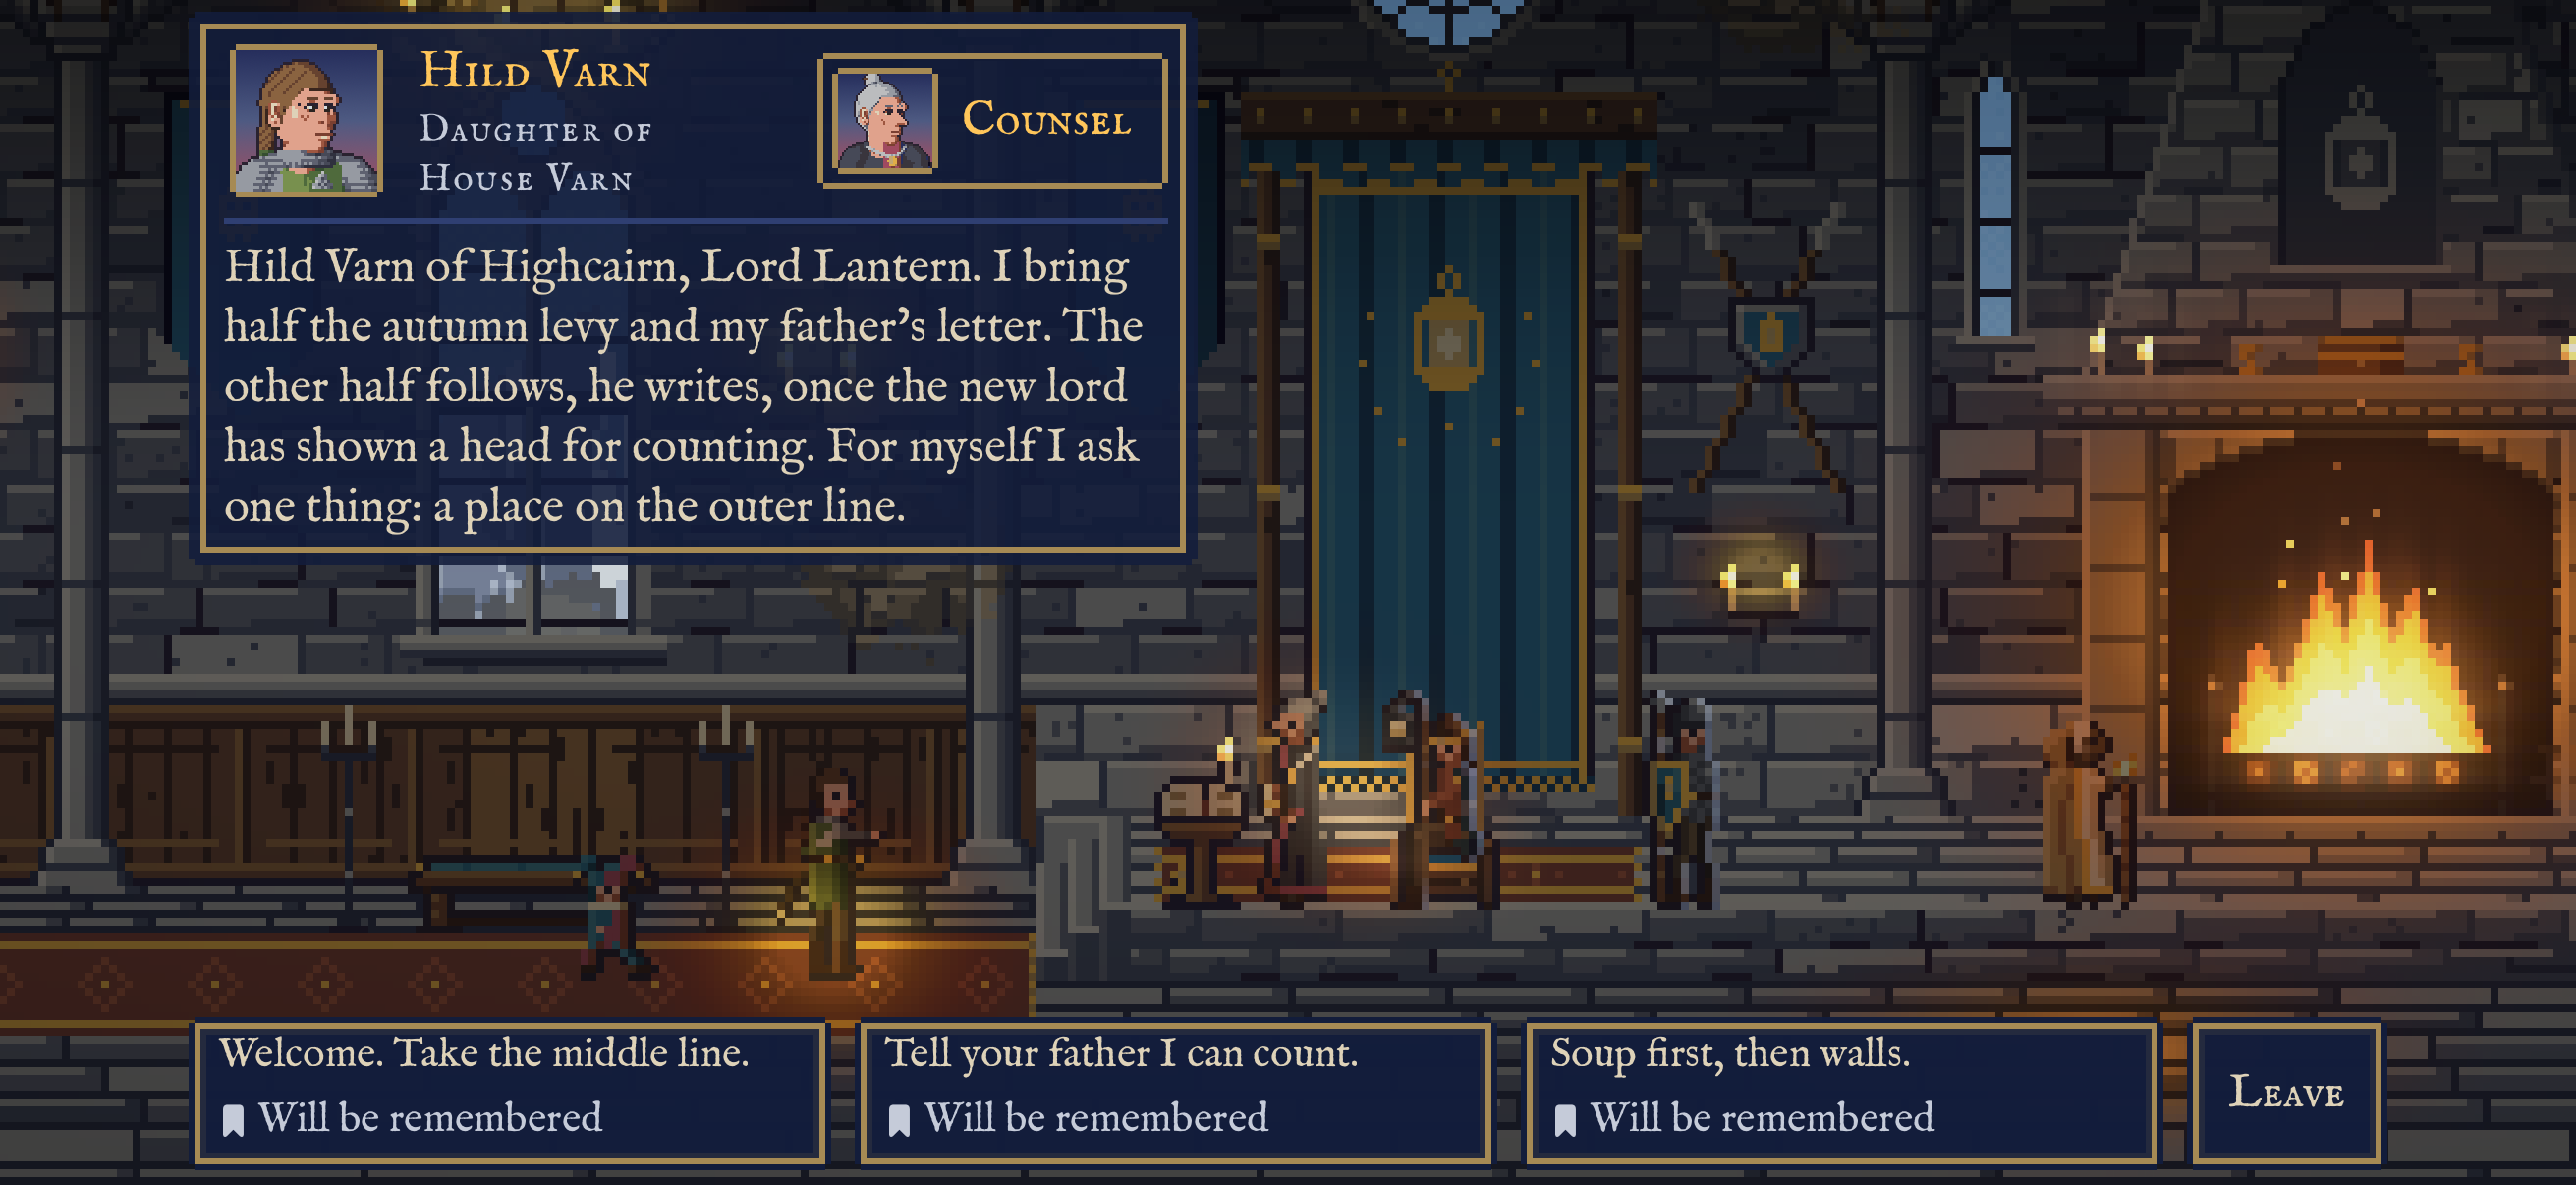 Hild Varn
Daughter of
House Varn
Counsel
Hild Varn of Highcairn, Lord Lantern. I bring
half the autumn levy and my father’s letter. The
other half follows, he writes, once the new lord
has shown a head for counting. For myself I ask
one thing: a place on the outer line.
Welcome. Take the middle line.
Will be remembered
Tell your father I can count.
Will be remembered
Soup first, then walls.
Will be remembered
Leave